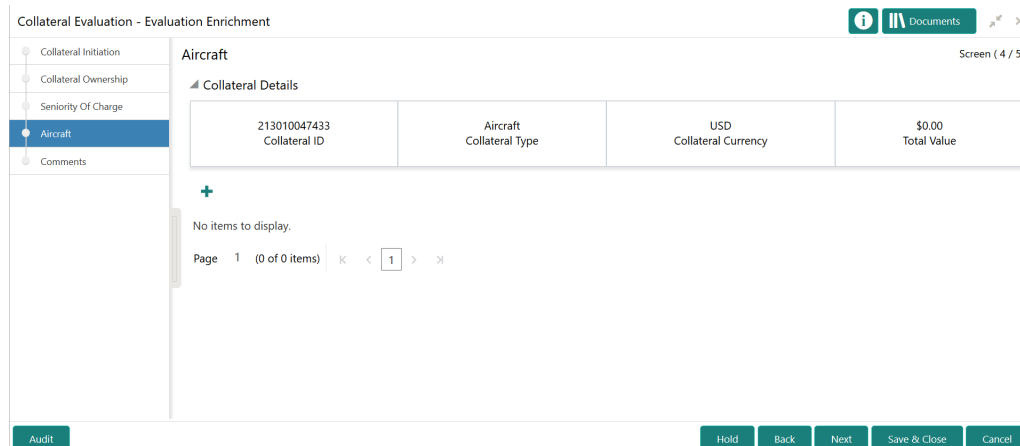 Collateral Evaluation - Evaluation Enrichment
Documents
Collateral Initiation
Collateral Ownership
Seniority Of Charge
Aircraft
Comments
Aircraft
Screen ( 4 / 5
Collateral Details
213010047433
Collateral ID
Aircraft
Collateral Type
USD
Collateral Currency
$0.00
Total Value
No items to display.
Page 1 (0 of 0 items) 1
Audit
Hold
Back
Next
Save & Close
Cancel